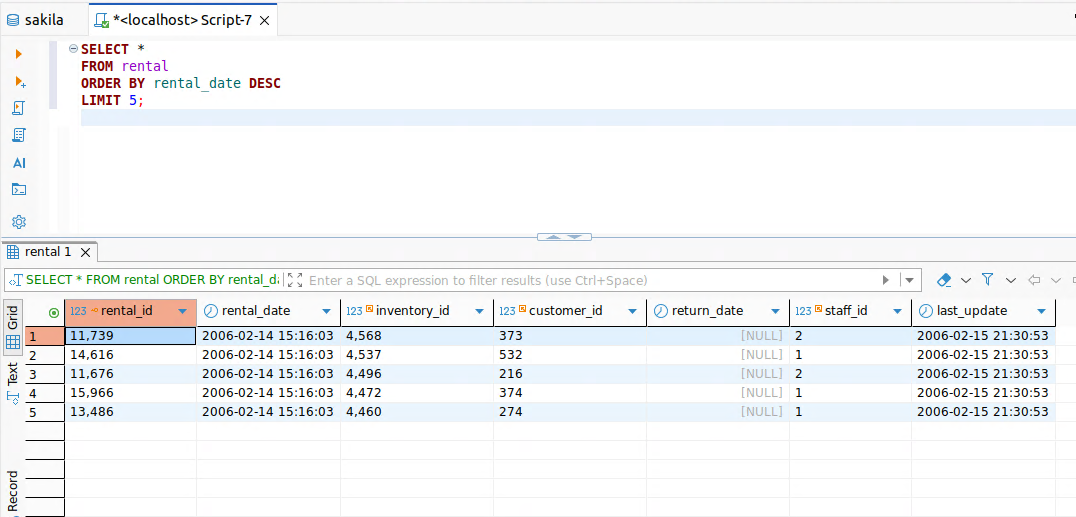 sakila
*<localhost> Script-7
SELECT *
FROM rental
ORDER BY rental_date DESC
LIMIT 5;
AI
rental 1
SELECT * FROM rental ORDER BY rental_da
Enter a SQL expression to filter results (use Ctrl+Space)
Grid
Text
Record
123 rental_id rental_date 123 inventory_id 123 customer_id return_date 123 staff_id last_update
1 11,739 2006-02-14 15:16:03 4,568 373 [NULL] 2 2006-02-15 21:30:53
2 14,616 2006-02-14 15:16:03 4,537 532 [NULL] 1 2006-02-15 21:30:53
3 11,676 2006-02-14 15:16:03 4,496 216 [NULL] 2 2006-02-15 21:30:53
4 15,966 2006-02-14 15:16:03 4,472 374 [NULL] 1 2006-02-15 21:30:53
5 13,486 2006-02-14 15:16:03 4,460 274 [NULL] 1 2006-02-15 21:30:53